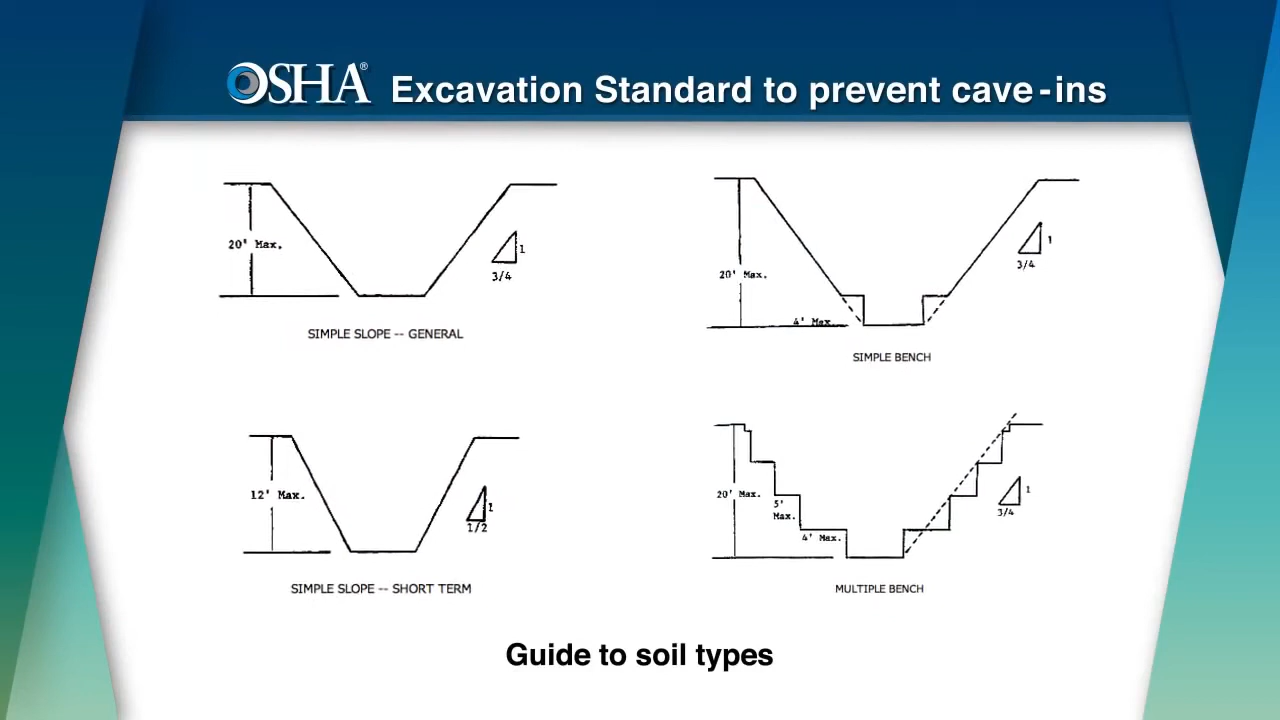 OSHA® Excavation Standard to prevent cave-ins
20' Max.
1
3/4
SIMPLE SLOPE -- GENERAL
20' Max.
4' Max.
1
3/4
SIMPLE BENCH
12' Max.
1
1/2
SIMPLE SLOPE -- SHORT TERM
20' Max.
5'
Max.
4' Max.
1
3/4
MULTIPLE BENCH
Guide to soil types